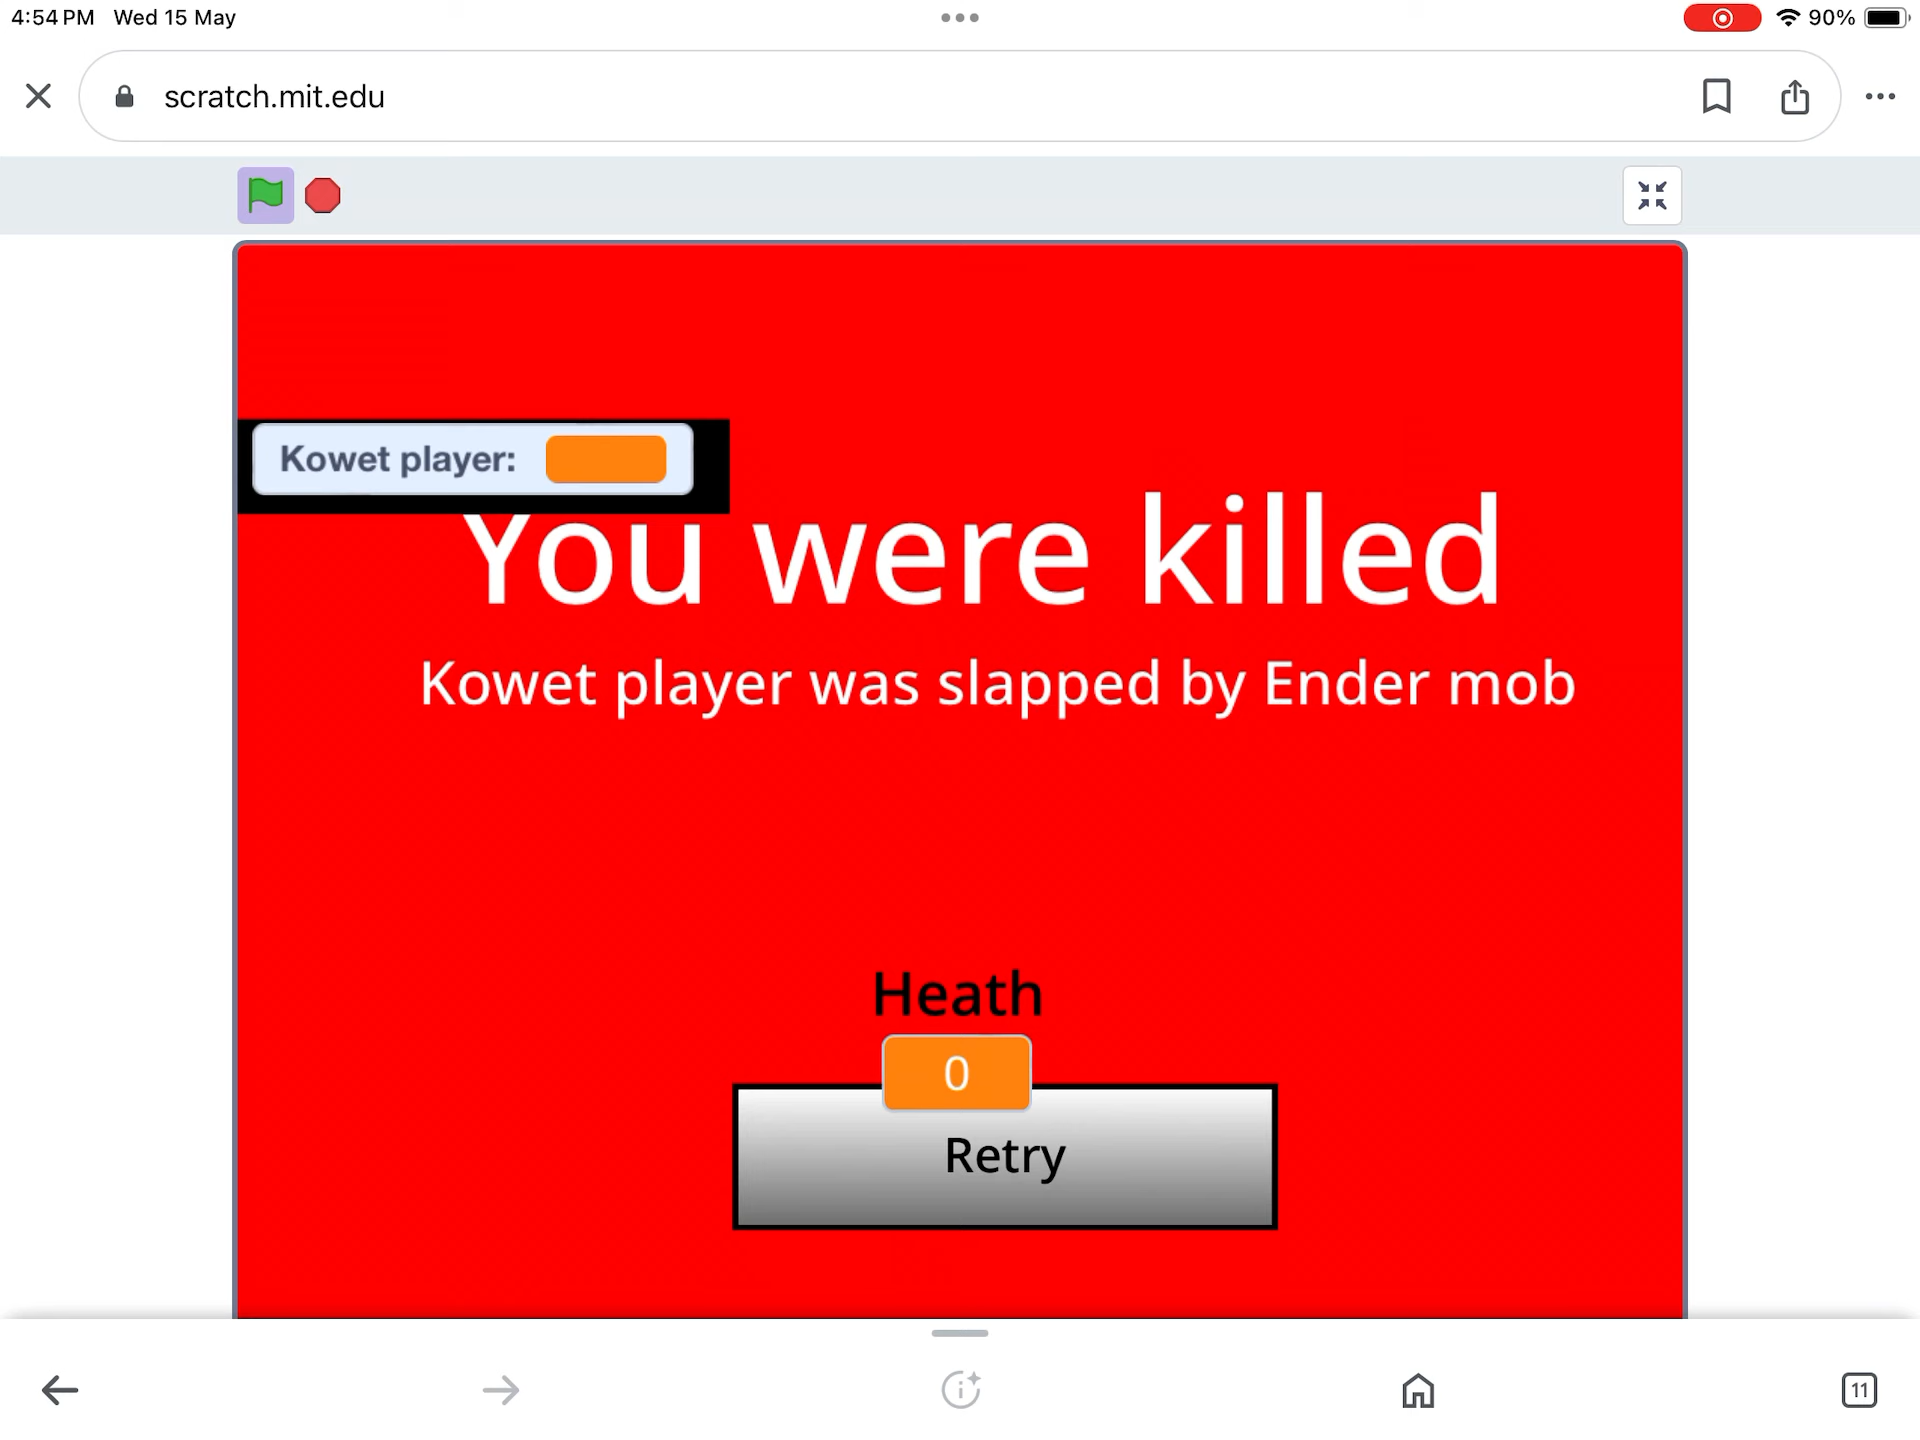 4:54 PM Wed 15 May
90%
scratch.mit.edu
Kowet player:
You were killed
Kowet player was slapped by Ender mob
Heath
0
Retry
11